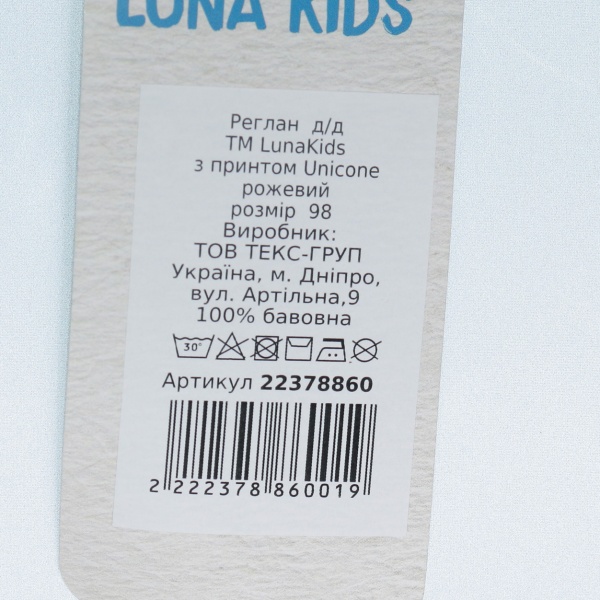 LUNA KIDS
Реглан д/д
ТМ LunaKids
з принтом Unicone
рожевий
розмір 98
Виробник:
ТОВ ТЕКС-ГРУП
Україна, м. Дніпро,
вул. Артільна,9
100% бавовна
30°
Артикул 22378860
2 222378 860019